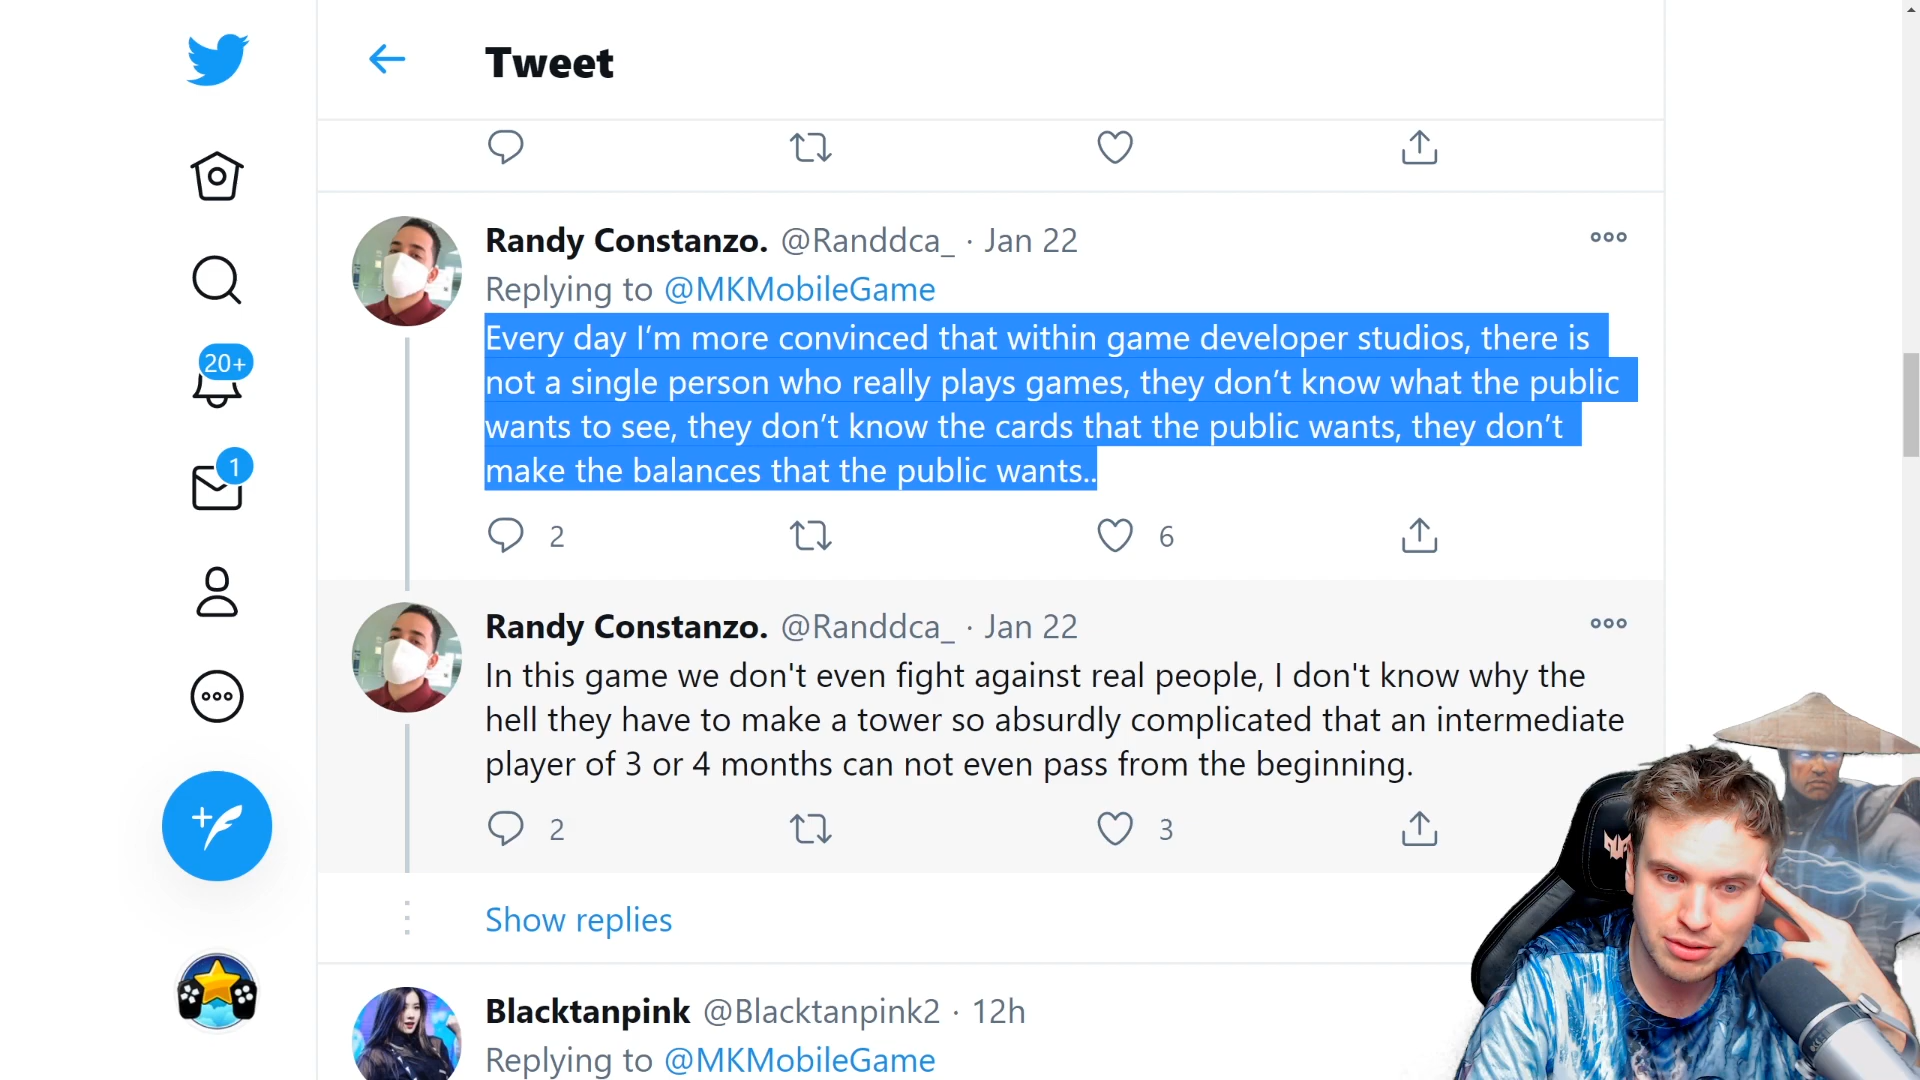 Tweet
Randy Constanzo. @Randdca_ · Jan 22
Replying to @MKMobileGame
Every day I’m more convinced that within game developer studios, there is
not a single person who really plays games, they don’t know what the public
wants to see, they don’t know the cards that the public wants, they don’t
make the balances that the public wants..
2 6
Randy Constanzo. @Randdca_ · Jan 22
In this game we don't even fight against real people, I don't know why the
hell they have to make a tower so absurdly complicated that an intermediate
player of 3 or 4 months can not even pass from the beginning.
2 3
Show replies
Blacktanpink @Blacktanpink2 · 12h
Replying to @MKMobileGame
20+
1